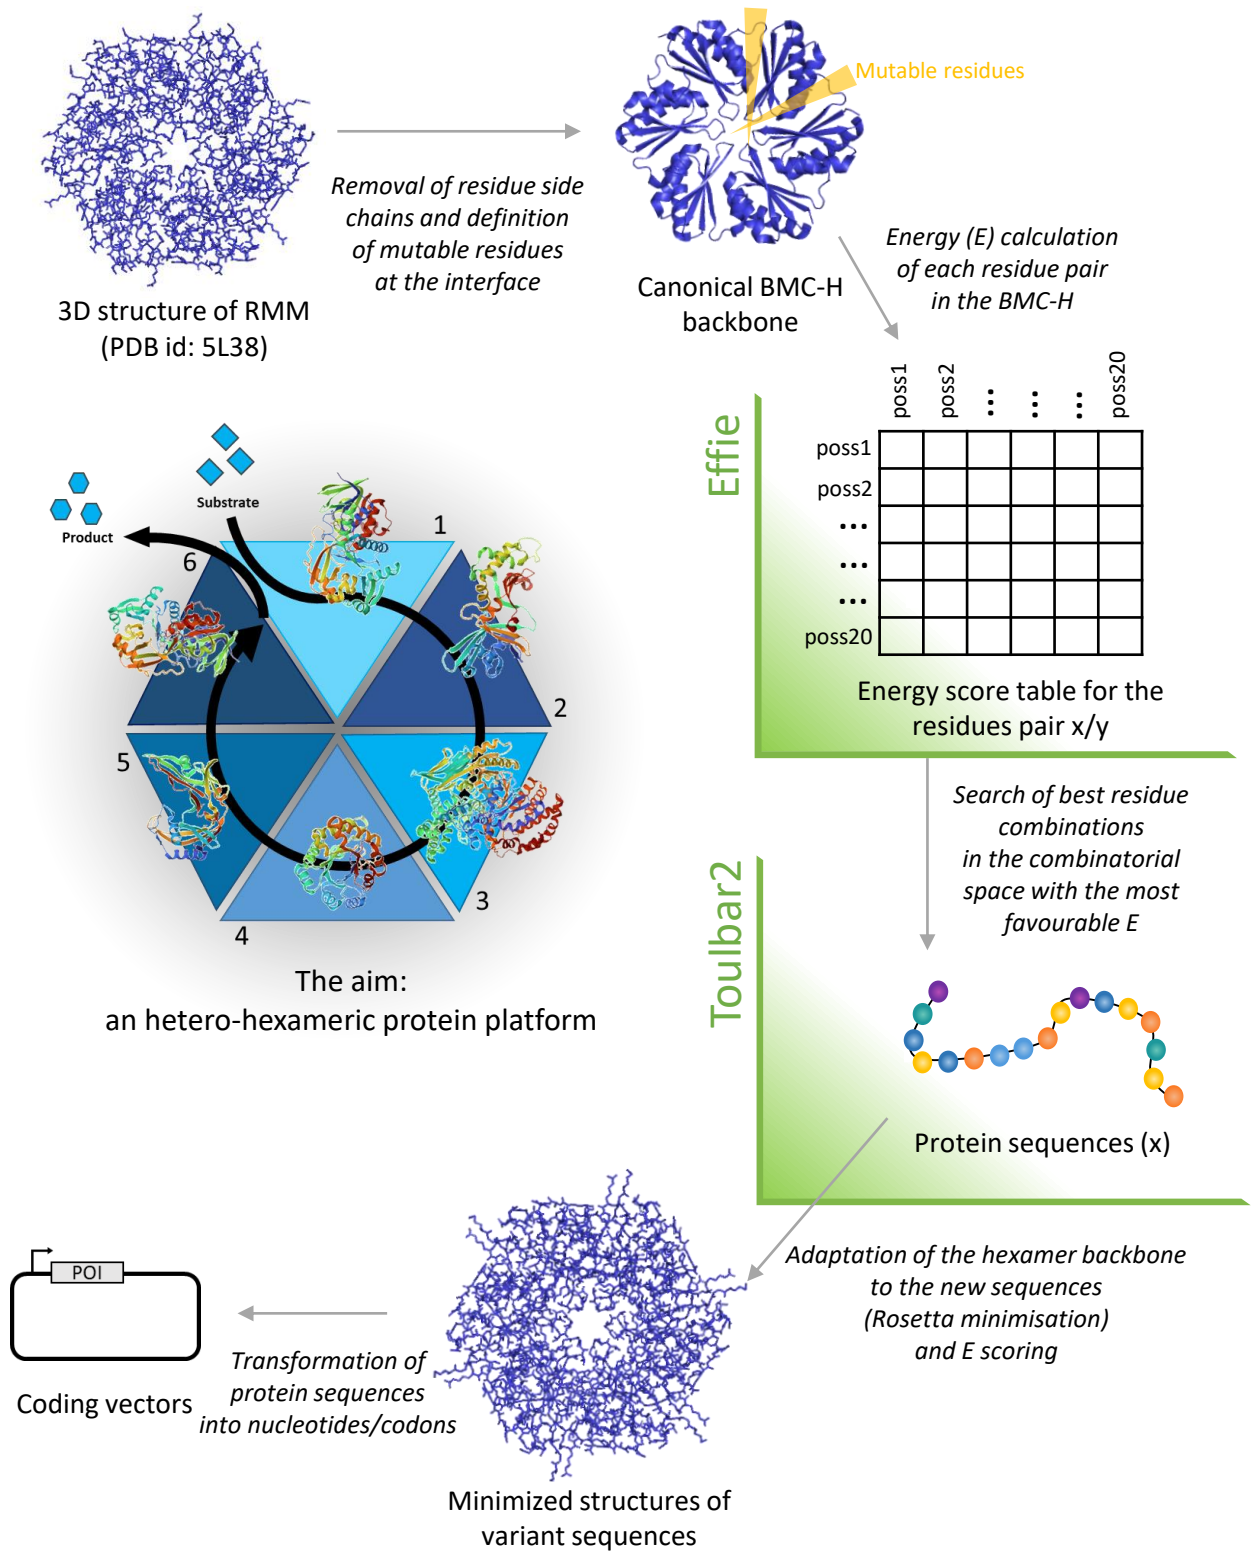 Mutable residues
Removal of residue side
chains and definition
of mutable residues
at the interface
3D structure of RMM
(PDB id: 5L38)
Canonical BMC-H
backbone
Energy (E) calculation
of each residue pair
in the BMC-H
Effie
poss1
poss2
...
...
...
poss20
poss1
poss2
...
...
...
poss20
Energy score table for the
residues pair x/y
Substrate
Product
1
2
3
4
5
6
The aim:
an hetero-hexameric protein platform
Search of best residue
combinations
in the combinatorial
space with the most
favourable E
Toulbar2
Protein sequences (x)
Adaptation of the hexamer backbone
to the new sequences
(Rosetta minimisation)
and E scoring
Minimized structures of
variant sequences
Transformation of
protein sequences
into nucleotides/codons
POI
Coding vectors